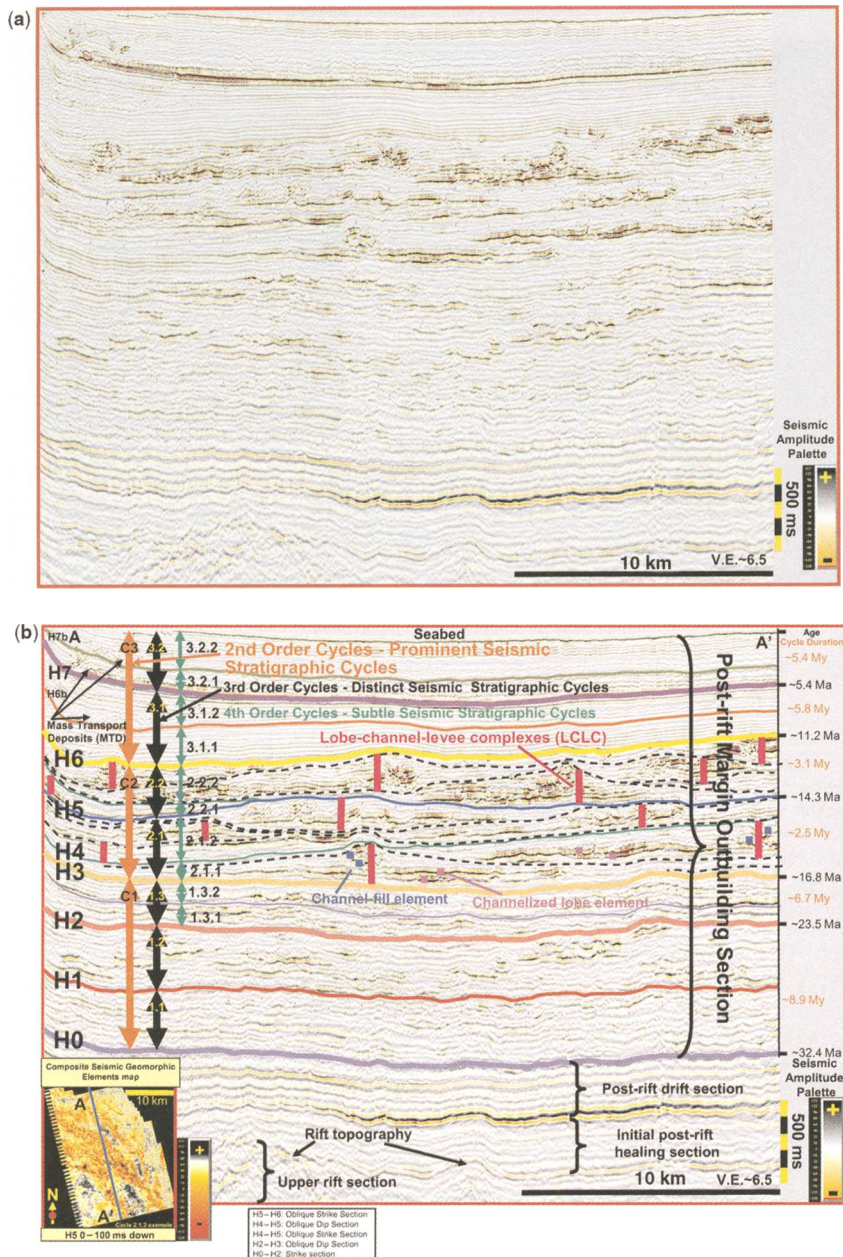 (a)
Seismic
Amplitude
Palette
500 ms
+
-
10 km
V.E.~6.5
(b)
H7b
A
Seabed
A'
Age
Cycle Duration
C3
3.2
3.2.2
2nd Order Cycles - Prominent Seismic
Stratigraphic Cycles
~5.4 My
H7
H6b
3.2.1
3rd Order Cycles - Distinct Seismic Stratigraphic Cycles
~5.4 Ma
3.1
3.1.2
4th Order Cycles - Subtle Seismic Stratigraphic Cycles
~5.8 My
Mass Transport
Deposits (MTD)
3.1.1
Lobe-channel-levee complexes (LCLC)
~11.2 Ma
H6
C2
2.2
2.2.2
~3.1 My
~14.3 Ma
H5
2.2.1
2.1
2.1.2
~2.5 My
H4
2.1.1
H3
~16.8 Ma
C1
1.3
1.3.2
Channel-fill element
Channelized lobe element
~6.7 My
1.3.1
H2
~23.5 Ma
1.2
H1
1.1
~8.9 My
H0
~32.4 Ma
Post-rift Margin Outbuilding Section
Composite Seismic Geomorphic
Elements map
10 km
A
A'
N
Cycle 2.1.2 example
H5 0–100 ms down
+
-
Post-rift drift section
Rift topography
Initial post-rift
healing section
Upper rift section
Seismic
Amplitude
Palette
500 ms
+
-
10 km
V.E.~6.5
H5–H6: Oblique Strike Section
H4–H5: Oblique Dip Section
H4–H5: Oblique Strike Section
H2–H3: Oblique Dip Section
H0–H2: Strike section